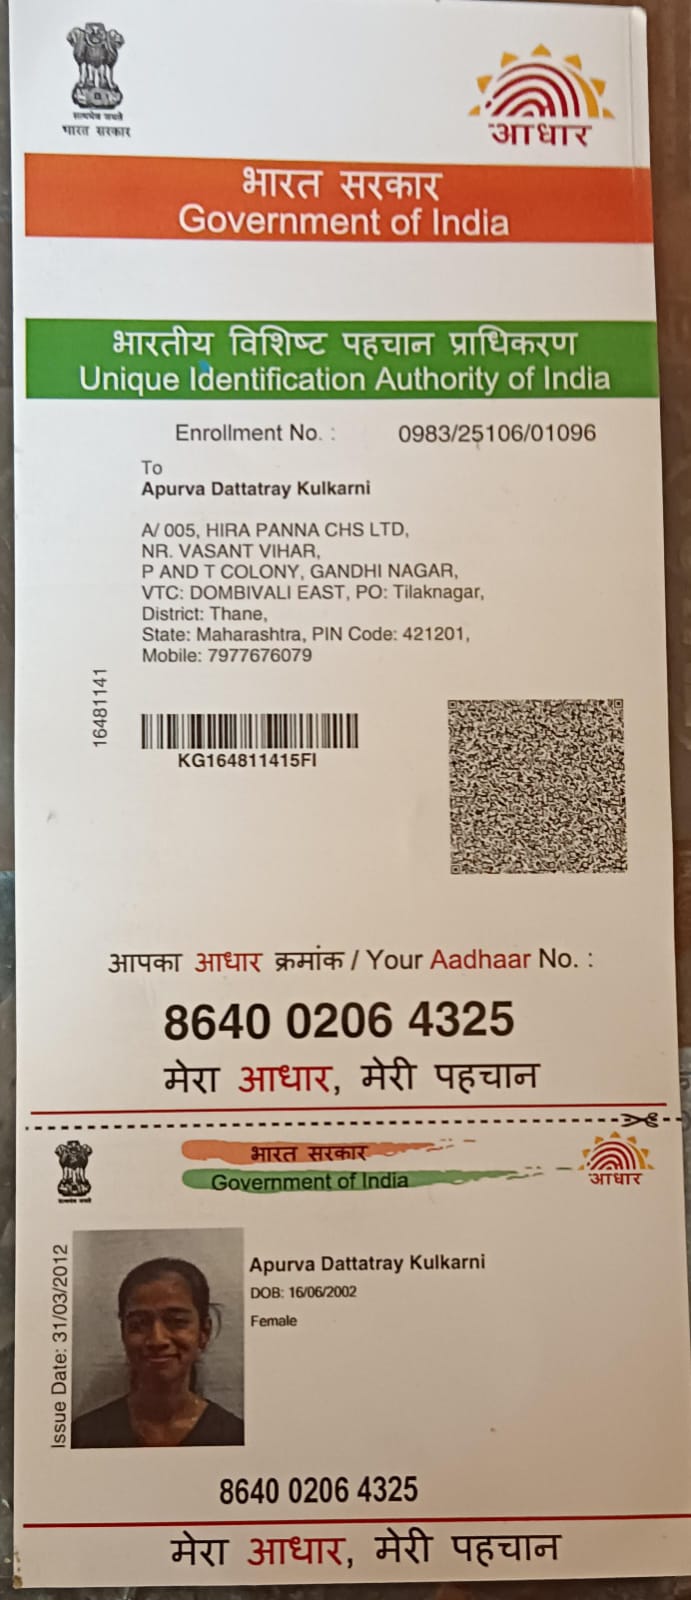 सत्यमेव जयते
भारत सरकार
आधार
भारत सरकार
Government of India
भारतीय विशिष्ट पहचान प्राधिकरण
Unique Identification Authority of India
Enrollment No. : 0983/25106/01096
To
Apurva Dattatray Kulkarni
A/ 005, HIRA PANNA CHS LTD,
NR. VASANT VIHAR,
P AND T COLONY, GANDHI NAGAR,
VTC: DOMBIVALI EAST, PO: Tilaknagar,
District: Thane,
State: Maharashtra, PIN Code: 421201,
Mobile: 7977676079
16481141
KG164811415FI
आपका आधार क्रमांक / Your Aadhaar No. :
8640 0206 4325
मेरा आधार, मेरी पहचान
भारत सरकार
Government of India
आधार
Issue Date: 31/03/2012
Apurva Dattatray Kulkarni
DOB: 16/06/2002
Female
8640 0206 4325
मेरा आधार, मेरी पहचान